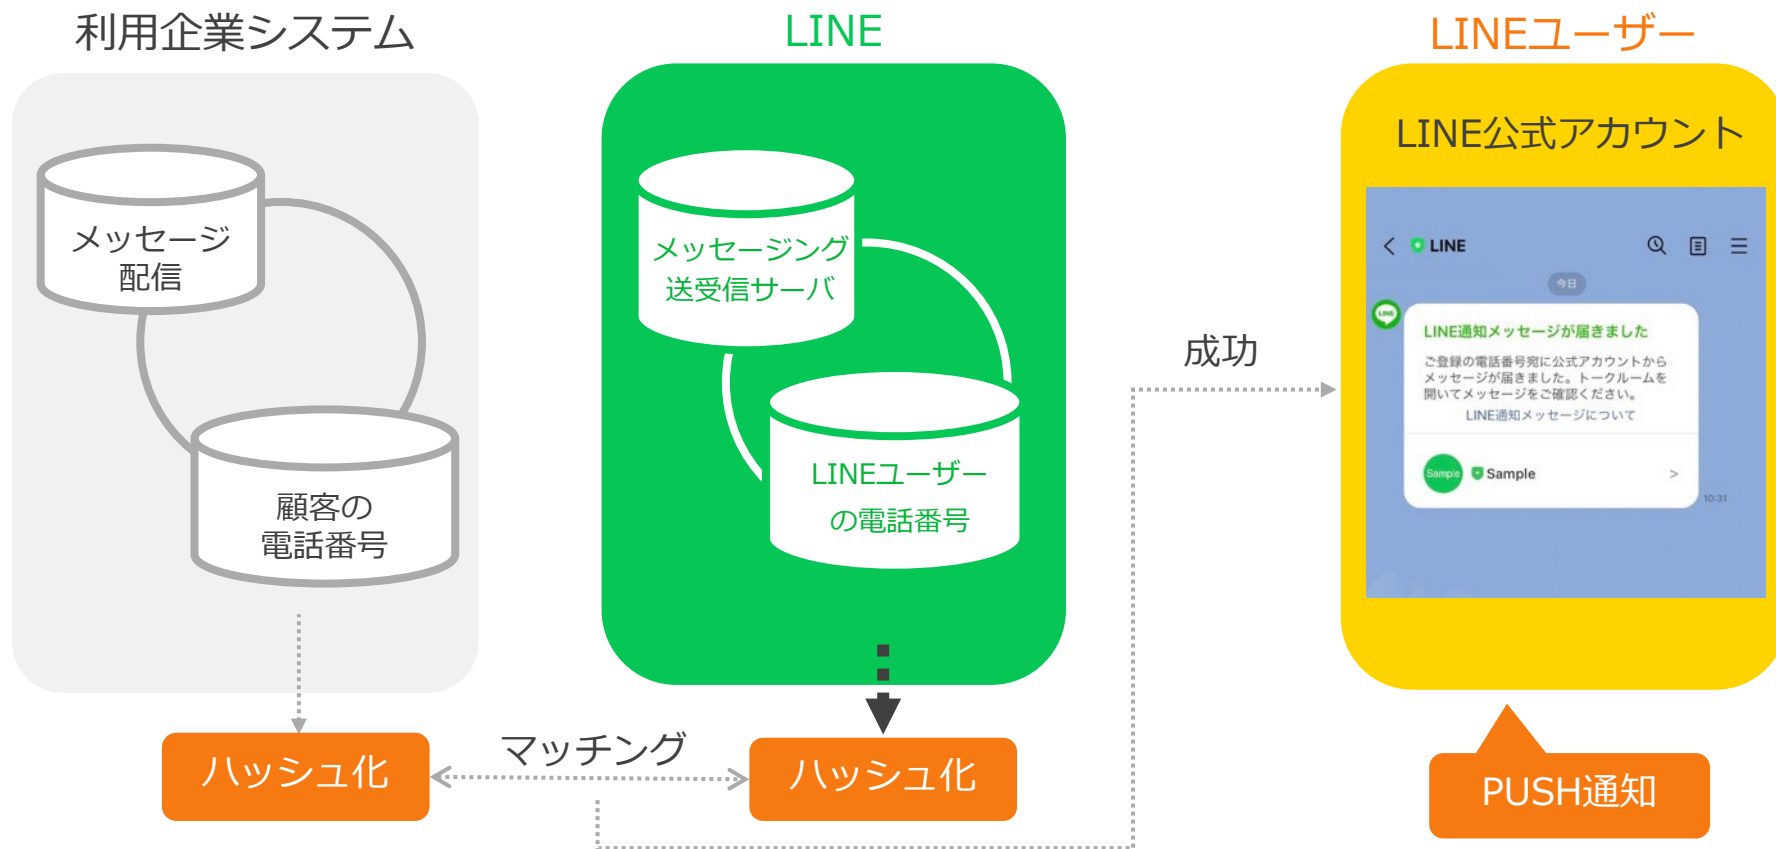 利用企業システム
LINE
LINEユーザー
メッセージ
配信
顧客の
電話番号
ハッシュ化
マッチング
メッセージング
送受信サーバ
LINEユーザー
の電話番号
ハッシュ化
成功
LINE公式アカウント
LINE
今日
LINE
LINE通知メッセージが届きました
ご登録の電話番号宛に公式アカウントから
メッセージが届きました。トークルームを
開いてメッセージをご確認ください。
LINE通知メッセージについて
Sample
Sample
>
10:31
PUSH通知